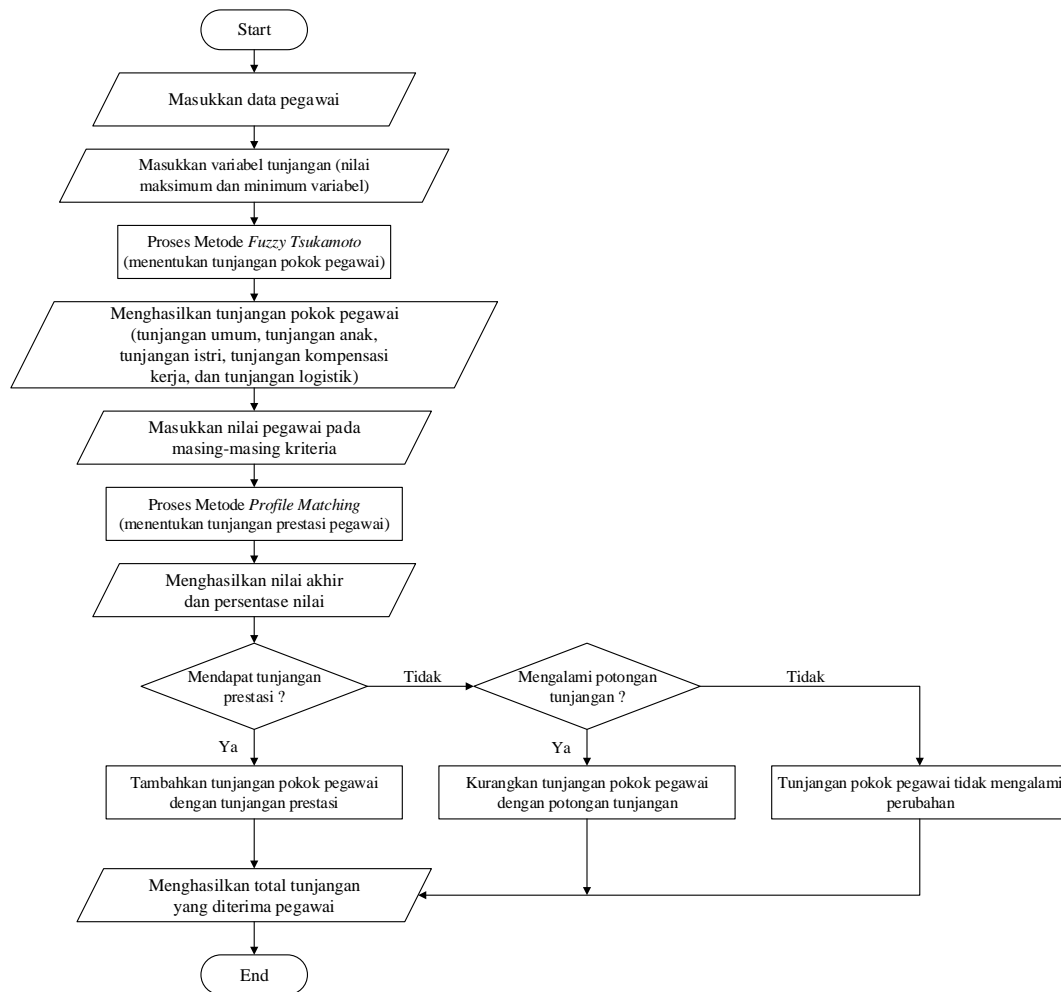 Start
Masukkan data pegawai
Masukkan variabel tunjangan (nilai
maksimum dan minimum variabel)
Proses Metode Fuzzy Tsukamoto
(menentukan tunjangan pokok pegawai)
Menghasilkan tunjangan pokok pegawai
(tunjangan umum, tunjangan anak,
tunjangan istri, tunjangan kompensasi
kerja, dan tunjangan logistik)
Masukkan nilai pegawai pada
masing-masing kriteria
Proses Metode Profile Matching
(menentukan tunjangan prestasi pegawai)
Menghasilkan nilai akhir
dan persentase nilai
Mendapat tunjangan
prestasi ?
Tidak
Mengalami potongan
tunjangan ?
Tidak
Ya
Ya
Tambahkan tunjangan pokok pegawai
dengan tunjangan prestasi
Kurangkan tunjangan pokok pegawai
dengan potongan tunjangan
Tunjangan pokok pegawai tidak mengalami
perubahan
Menghasilkan total tunjangan
yang diterima pegawai
End